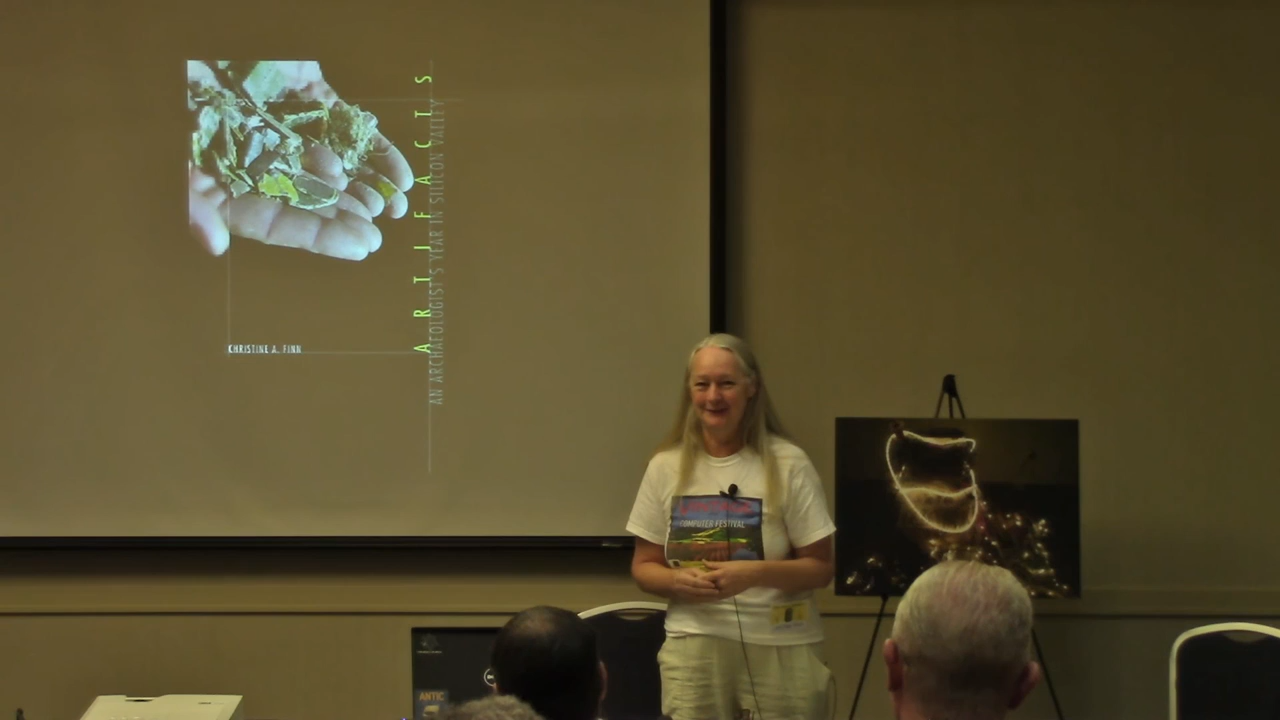 ARTIFACTS
AN ARCHAEOLOGIST'S YEAR IN SILICON VALLEY
CHRISTINE A. FINN
COMPUTER FESTIVAL
ANTIC